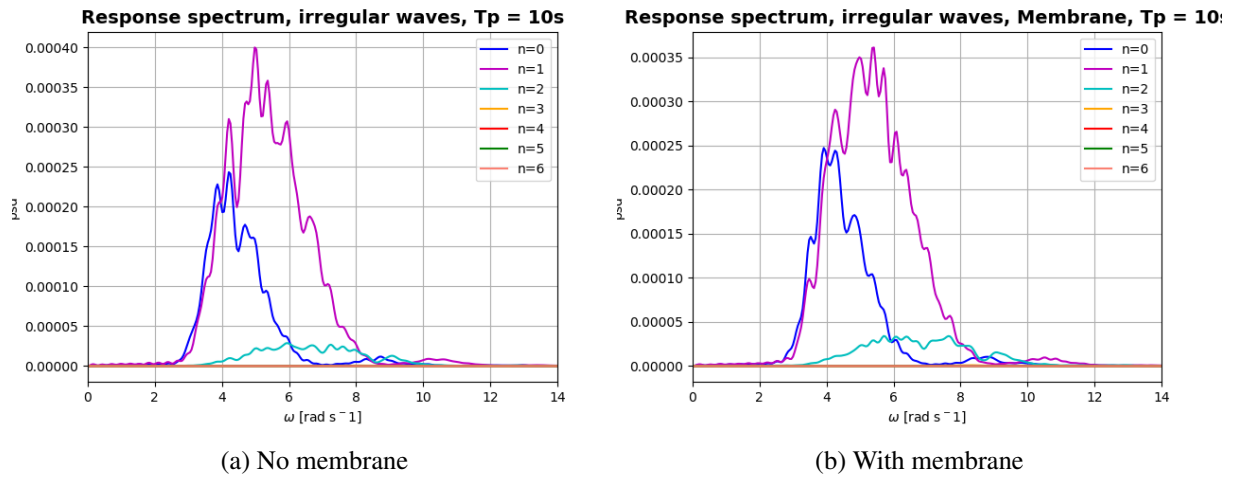 Response spectrum, irregular waves, Tp = 10s
0.00040
0.00035
0.00030
0.00025
0.00020
0.00015
0.00010
0.00005
0.00000
psd
0 2 4 6 8 10 12 14
ω [rad s⁻1]
n=0
n=1
n=2
n=3
n=4
n=5
n=6
(a) No membrane
Response spectrum, irregular waves, Membrane, Tp = 10s
0.00035
0.00030
0.00025
0.00020
0.00015
0.00010
0.00005
0.00000
psd
0 2 4 6 8 10 12 14
ω [rad s⁻1]
n=0
n=1
n=2
n=3
n=4
n=5
n=6
(b) With membrane